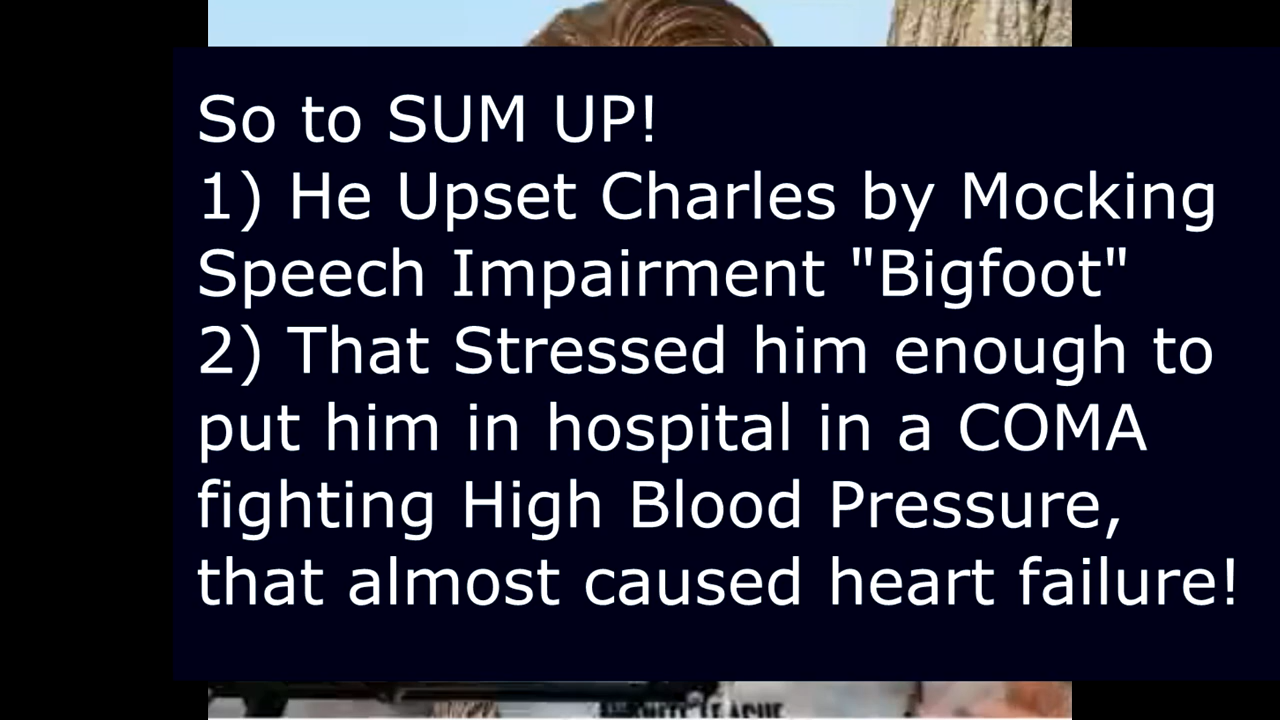 So to SUM UP!
1) He Upset Charles by Mocking
Speech Impairment "Bigfoot"
2) That Stressed him enough to
put him in hospital in a COMA
fighting High Blood Pressure,
that almost caused heart failure!
LEAGUE